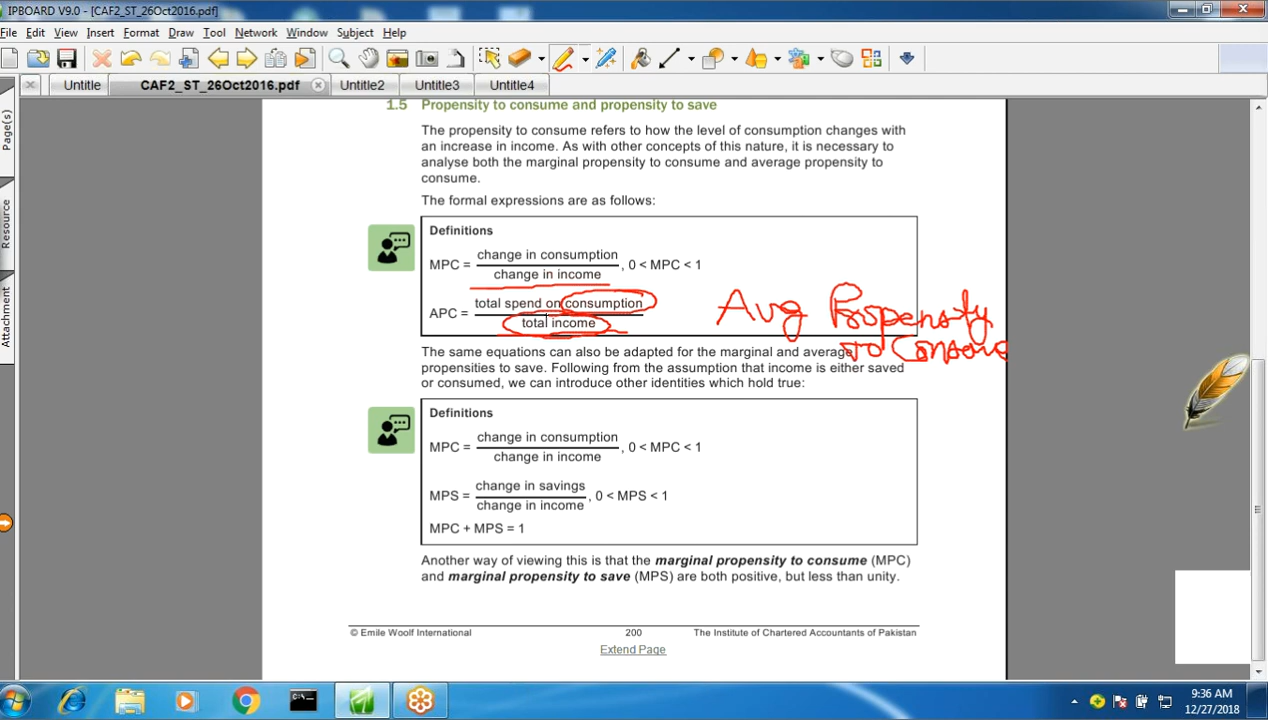 IPBOARD V9.0 - [CAF2_ST_26Oct2016.pdf]
File Edit View Insert Format Draw Tool Network Window Subject Help
Untitle CAF2_ST_26Oct2016.pdf Untitle2 Untitle3 Untitle4
Page(s)
Resource
Attachment
1.5 Propensity to consume and propensity to save
The propensity to consume refers to how the level of consumption changes with
an increase in income. As with other concepts of this nature, it is necessary to
analyse both the marginal propensity to consume and average propensity to
consume.
The formal expressions are as follows:
Definitions
change in consumption
MPC = , 0 < MPC < 1
change in income
total spend on consumption
APC =
total income
Avg Propensity
to
The same equations can also be adapted for the marginal and average
propensities to save. Following from the assumption that income is either saved
or consumed, we can introduce other identities which hold true:
Definitions
change in consumption
MPC = , 0 < MPC < 1
change in income
change in savings
MPS = , 0 < MPS < 1
change in income
MPC + MPS = 1
Another way of viewing this is that the marginal propensity to consume (MPC)
and marginal propensity to save (MPS) are both positive, but less than unity.
© Emile Woolf International 200 The Institute of Chartered Accountants of Pakistan
Extend Page
9:36 AM
12/27/2018